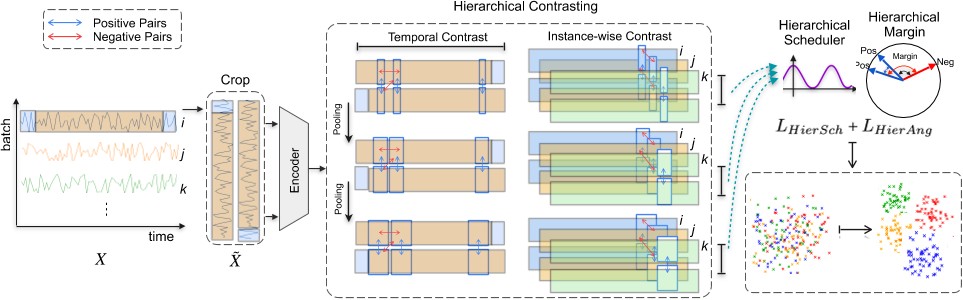 Positive Pairs
Negative Pairs
batch
i
j
k
⋮
time
X
Crop
X̃
Encoder
Hierarchical Contrasting
Temporal Contrast
Instance-wise Contrast
Pooling
Pooling
i
j
k
i
j
k
i
j
k
Hierarchical
Scheduler
Hierarchical
Margin
Pos
Pos
Margin
Neg
L_HierSch + L_HierAng